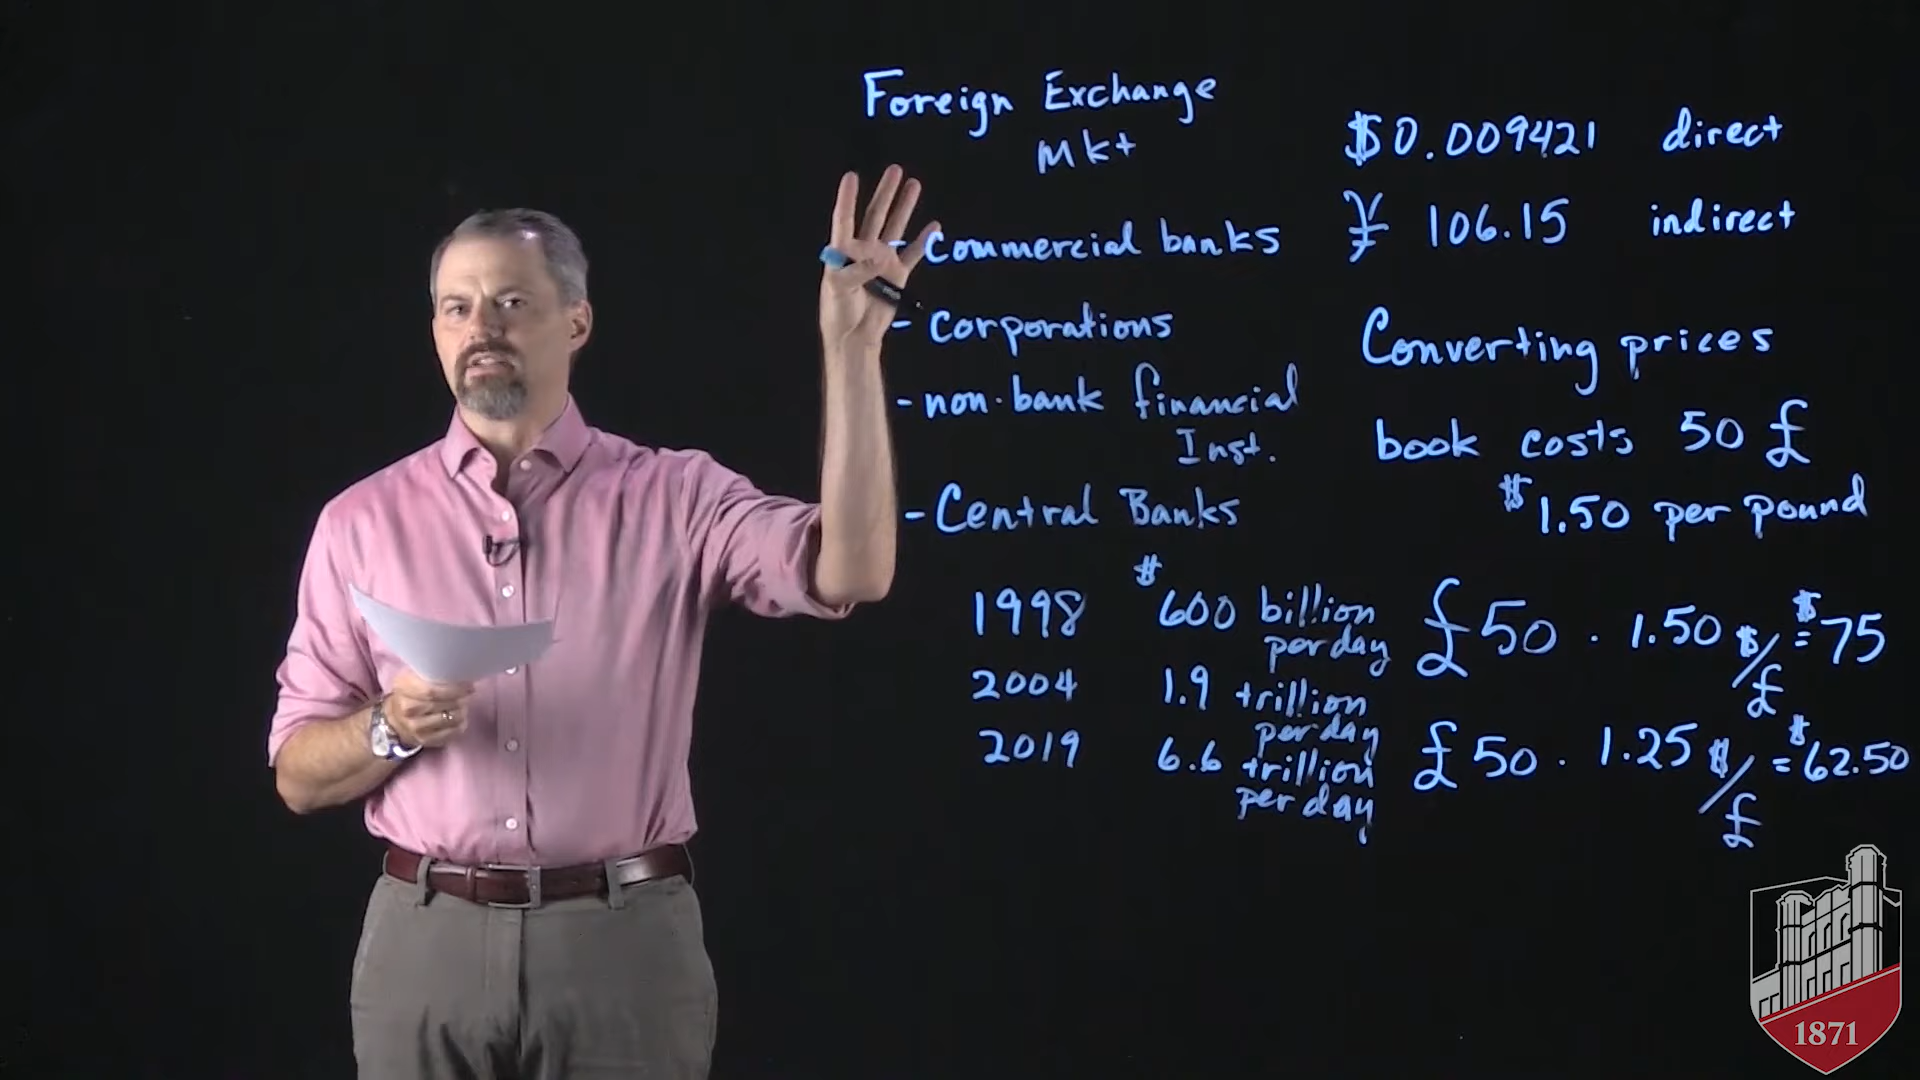 Foreign Exchange
Mkt
- Commercial banks
- Corporations
- non-bank financial
Inst.
- Central Banks
1998 $600 billion
per day
2004 1.9 trillion
per day
2019 6.6 trillion
per day
$0.009421 direct
¥ 106.15 indirect
Converting prices
book costs 50 £
$1.50 per pound
£50 · 1.50 $/£ = $75
£50 · 1.25 $/£ = $62.50
1871